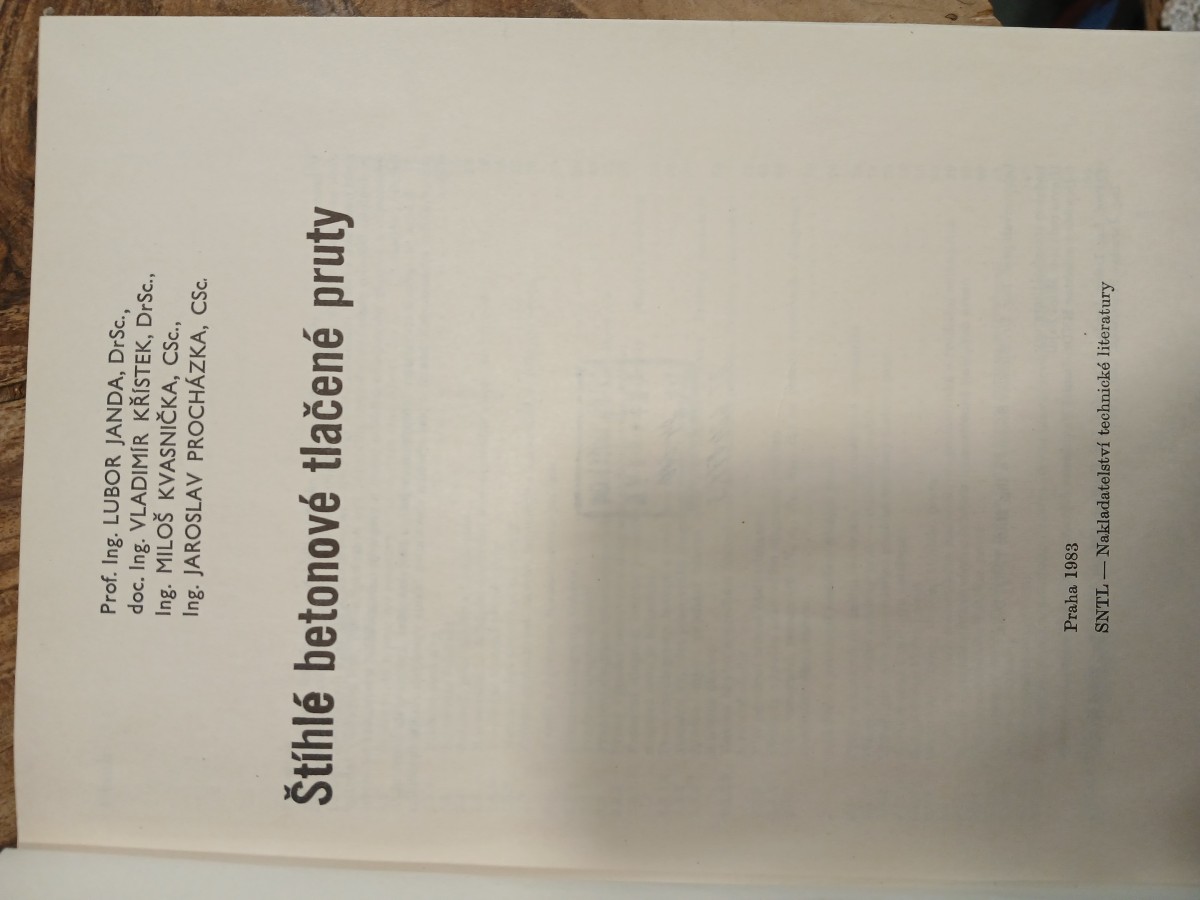 Prof. Ing. LUBOR JANDA, DrSc.,
doc. Ing. VLADIMÍR KŘÍSTEK, DrSc.,
Ing. MILOŠ KVASNIČKA, CSc.,
Ing. JAROSLAV PROCHÁZKA, CSc.
Štíhlé betonové tlačené pruty
Praha 1983
SNTL — Nakladatelství technické literatury